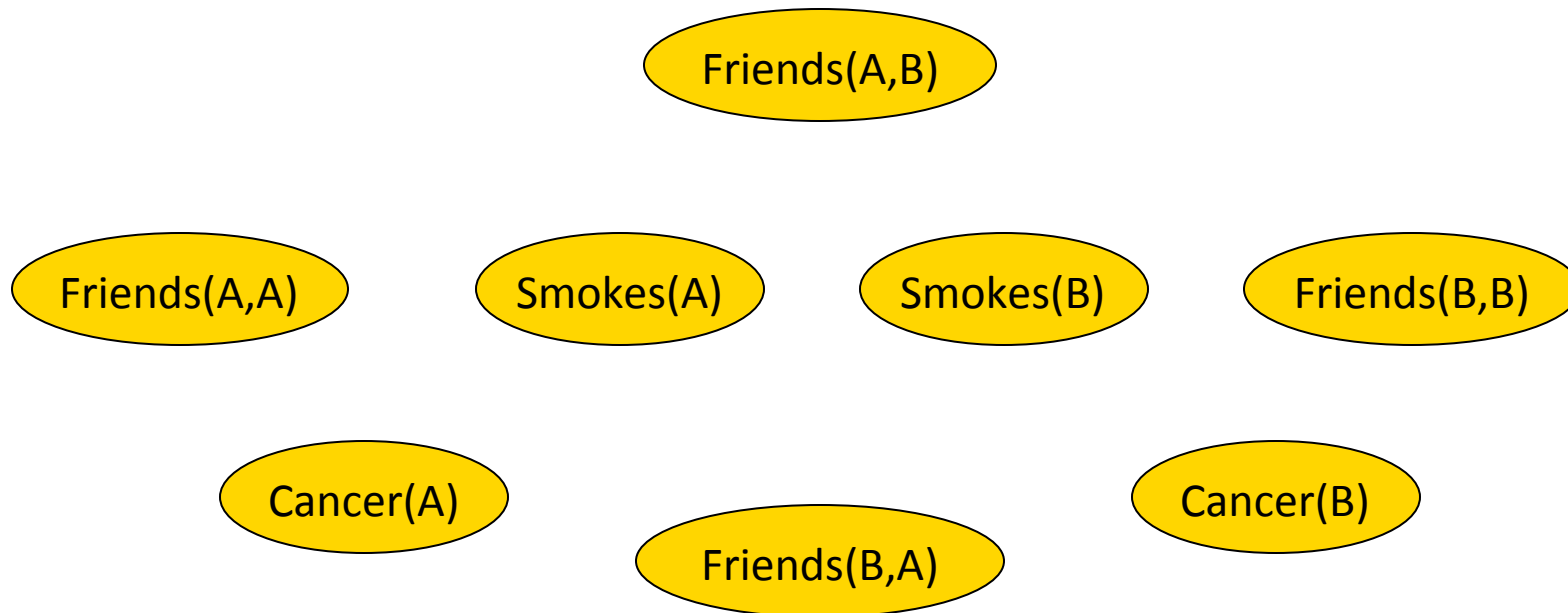 Friends(A,B)
Friends(A,A)
Smokes(A)
Smokes(B)
Friends(B,B)
Cancer(A)
Cancer(B)
Friends(B,A)